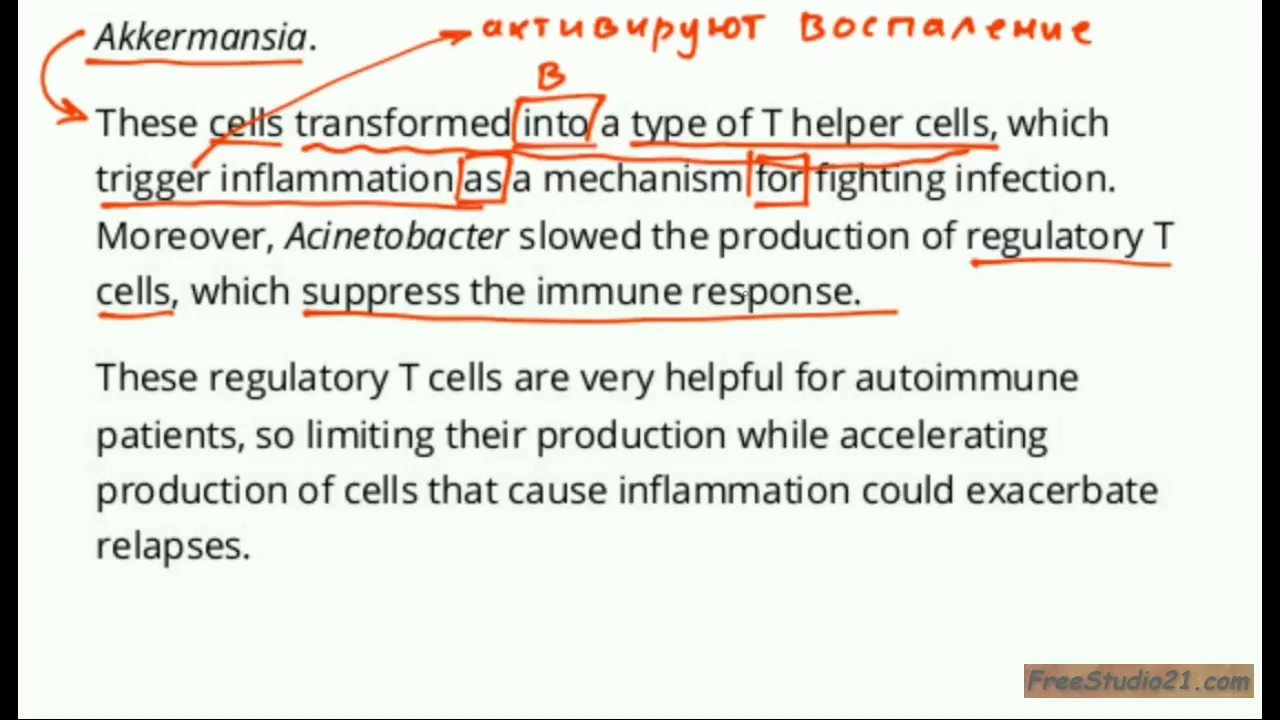 Akkermansia. активируют воспаление
в
These cells transformed into a type of T helper cells, which
trigger inflammation as a mechanism for fighting infection.
Moreover, Acinetobacter slowed the production of regulatory T
cells, which suppress the immune response.
These regulatory T cells are very helpful for autoimmune
patients, so limiting their production while accelerating
production of cells that cause inflammation could exacerbate
relapses.
FreeStudio21.com